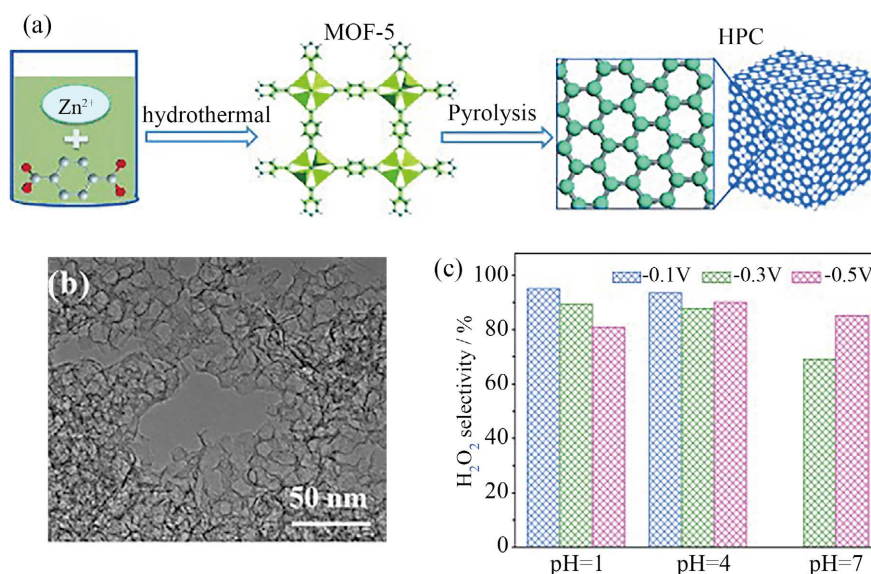 (a)
MOF-5
HPC
Zn²⁺
hydrothermal
Pyrolysis
(b)
50 nm
(c)
-0.1V -0.3V -0.5V
H₂O₂ selectivity / %
100
80
60
40
20
0
pH=1 pH=4 pH=7